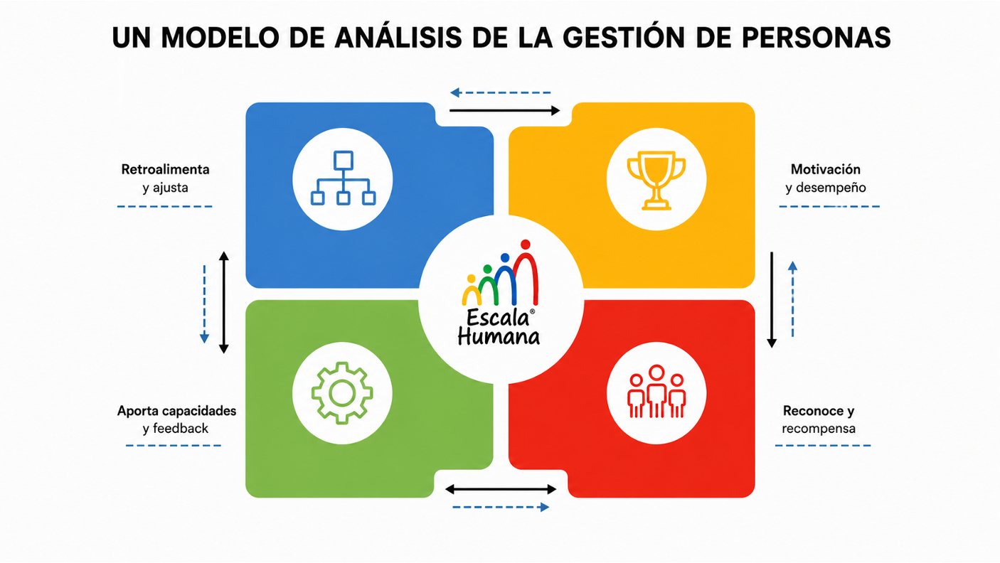 UN MODELO DE ANÁLISIS DE LA GESTIÓN DE PERSONAS
Retroalimenta
y ajusta
Motivación
y desempeño
Escala®
Humana
Aporta capacidades
y feedback
Reconoce y
recompensa